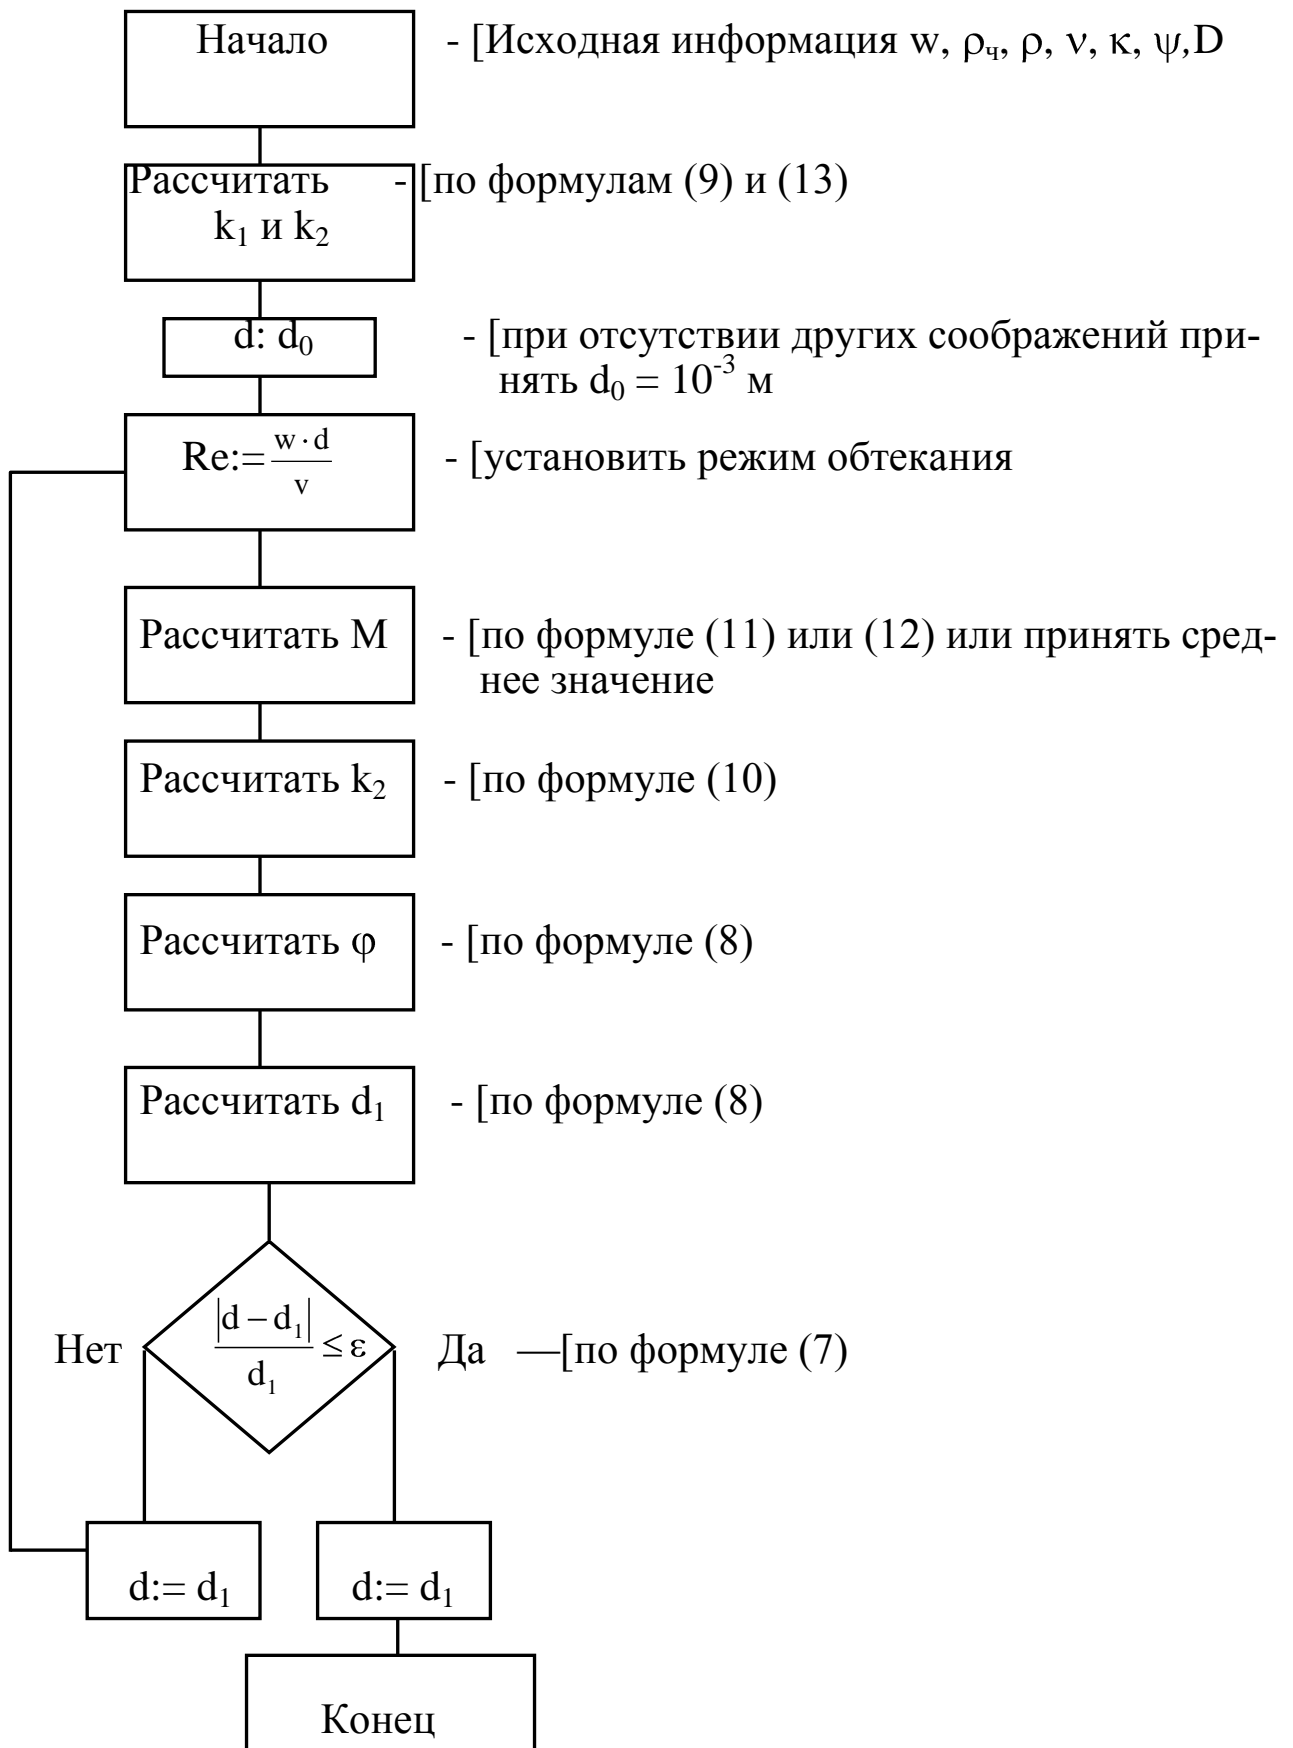 Начало - [Исходная информация w, ρч, ρ, ν, κ, ψ,D
Рассчитать - [по формулам (9) и (13)
k1 и k2
d: d0 - [при отсутствии других соображений при-
нять d0 = 10-3 м
Re:= w · d / v - [установить режим обтекания
Рассчитать M - [по формуле (11) или (12) или принять сред-
нее значение
Рассчитать k2 - [по формуле (10)
Рассчитать φ - [по формуле (8)
Рассчитать d1 - [по формуле (8)
Нет |d – d1| / d1 ≤ ε Да —[по формуле (7)
d:= d1 d:= d1
Конец